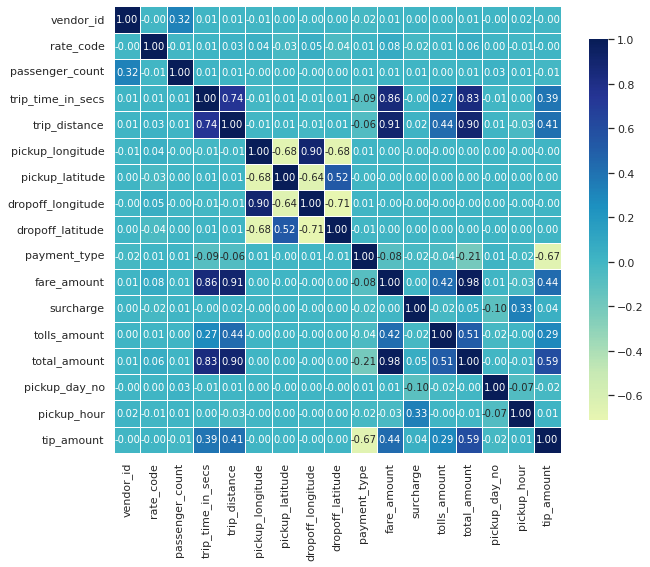 vendor_id 1.00 -0.00 0.32 0.01 0.01 -0.01 0.00 -0.00 0.00 -0.02 0.01 0.00 0.00 0.01 -0.00 0.02 -0.00
rate_code -0.00 1.00 -0.01 0.01 0.03 0.04 -0.03 0.05 -0.04 0.01 0.08 -0.02 0.01 0.06 0.00 -0.01 -0.00
passenger_count 0.32 -0.01 1.00 0.01 0.01 -0.00 0.00 -0.00 0.00 0.01 0.01 0.01 0.00 0.01 0.03 0.01 -0.01
trip_time_in_secs 0.01 0.01 0.01 1.00 0.74 -0.01 0.01 -0.01 0.01 -0.09 0.86 -0.00 0.27 0.83 -0.01 0.00 0.39
trip_distance 0.01 0.03 0.01 0.74 1.00 -0.01 0.01 -0.01 0.01 -0.06 0.91 -0.02 0.44 0.90 0.01 -0.03 0.41
pickup_longitude -0.01 0.04 -0.00 -0.01 -0.01 1.00 -0.68 0.90 -0.68 0.01 0.00 -0.00 0.00 -0.00 0.00 -0.00 -0.00
pickup_latitude 0.00 -0.03 0.00 0.01 0.01 -0.68 1.00 -0.64 0.52 -0.00 0.00 0.00 0.00 0.00 -0.00 0.00 -0.00
dropoff_longitude -0.00 0.05 -0.00 -0.01 -0.01 0.90 -0.64 1.00 -0.71 0.01 -0.00 -0.00 0.00 -0.00 0.00 -0.00 -0.00
dropoff_latitude 0.00 -0.04 0.00 0.01 0.01 -0.68 0.52 -0.71 1.00 -0.01 0.00 0.00 0.00 0.00 -0.00 0.00 0.00
payment_type -0.02 0.01 0.01 -0.09 -0.06 0.01 -0.00 0.01 -0.01 1.00 -0.08 -0.02 -0.04 -0.21 0.01 -0.02 -0.67
fare_amount 0.01 0.08 0.01 0.86 0.91 0.00 0.00 -0.00 0.00 -0.08 1.00 0.00 0.42 0.98 0.01 -0.03 0.44
surcharge 0.00 -0.02 0.01 -0.00 -0.02 -0.00 0.00 -0.00 0.00 -0.02 0.00 1.00 -0.02 0.05 -0.10 0.33 0.04
tolls_amount 0.00 0.01 0.00 0.27 0.44 0.00 0.00 0.00 0.00 -0.04 0.42 -0.02 1.00 0.51 -0.02 -0.00 0.29
total_amount 0.01 0.06 0.01 0.83 0.90 -0.00 0.00 -0.00 0.00 -0.21 0.98 0.05 0.51 1.00 -0.00 -0.01 0.59
pickup_day_no -0.00 0.00 0.03 -0.01 0.01 0.00 -0.00 0.00 -0.00 0.01 0.01 -0.10 -0.02 -0.00 1.00 -0.07 -0.02
pickup_hour 0.02 -0.01 0.01 0.00 -0.03 -0.00 0.00 -0.00 0.00 -0.02 -0.03 0.33 -0.00 -0.01 -0.07 1.00 0.01
tip_amount -0.00 -0.00 -0.01 0.39 0.41 -0.00 -0.00 -0.00 0.00 -0.67 0.44 0.04 0.29 0.59 -0.02 0.01 1.00
vendor_id
rate_code
passenger_count
trip_time_in_secs
trip_distance
pickup_longitude
pickup_latitude
dropoff_longitude
dropoff_latitude
payment_type
fare_amount
surcharge
tolls_amount
total_amount
pickup_day_no
pickup_hour
tip_amount
1.0
0.8
0.6
0.4
0.2
0.0
−0.2
−0.4
−0.6